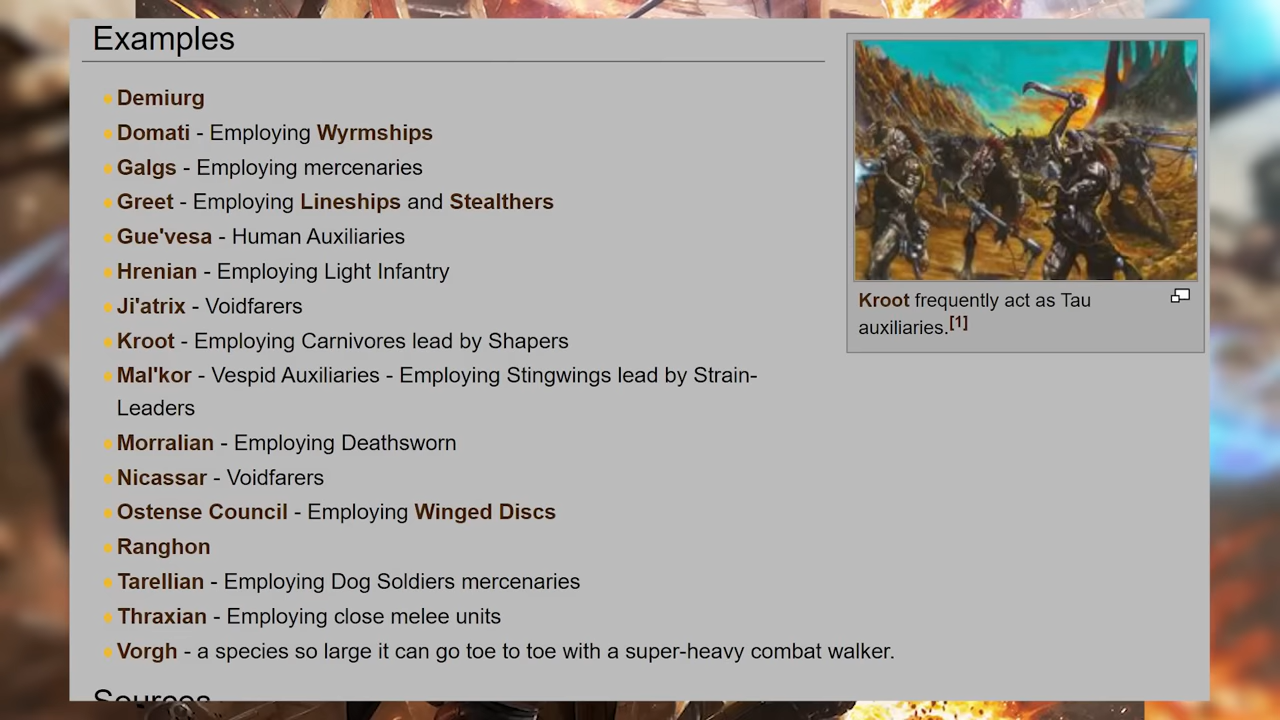 Examples
Demiurg
Domati - Employing Wyrmships
Galgs - Employing mercenaries
Greet - Employing Lineships and Stealthers
Gue'vesa - Human Auxiliaries
Hrenian - Employing Light Infantry
Ji'atrix - Voidfarers
Kroot - Employing Carnivores lead by Shapers
Mal'kor - Vespid Auxiliaries - Employing Stingwings lead by Strain-
Leaders
Morralian - Employing Deathsworn
Nicassar - Voidfarers
Ostense Council - Employing Winged Discs
Ranghon
Tarellian - Employing Dog Soldiers mercenaries
Thraxian - Employing close melee units
Vorgh - a species so large it can go toe to toe with a super-heavy combat walker.
Sources
Kroot frequently act as Tau
auxiliaries.[1]